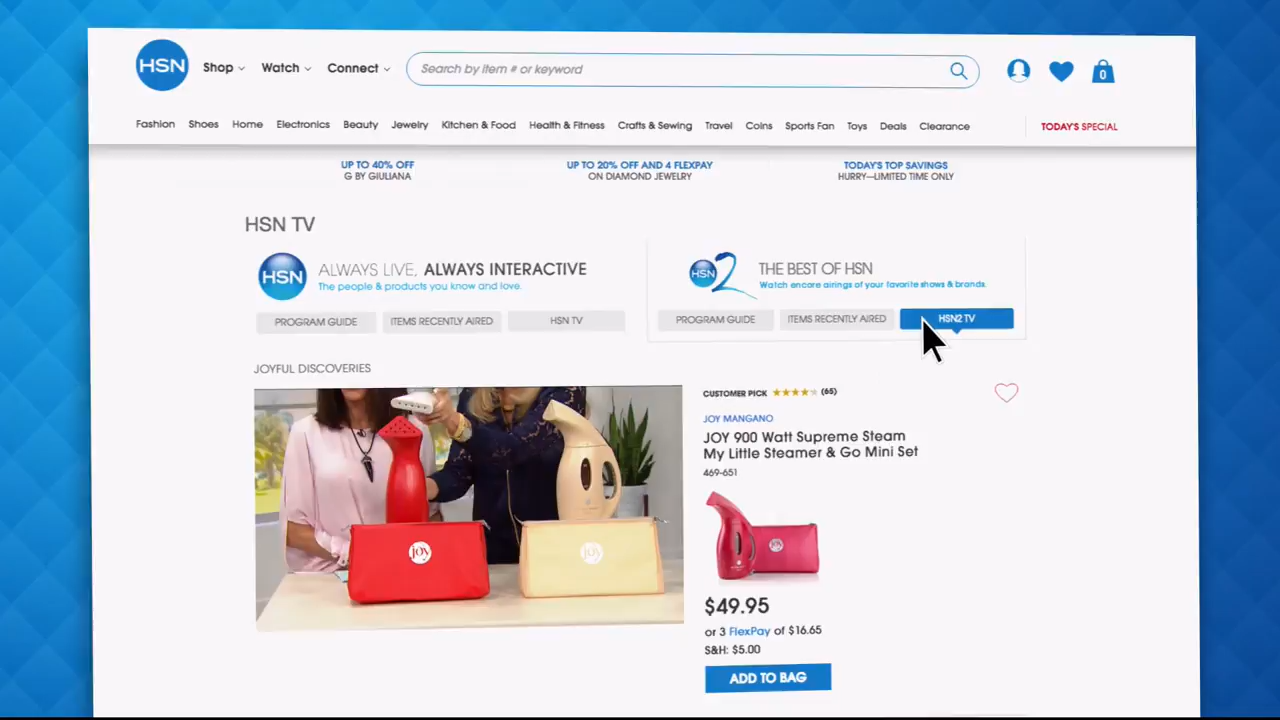 HSN
Shop
Watch
Connect
Search by item # or keyword
0
Fashion
Shoes
Home
Electronics
Beauty
Jewelry
Kitchen & Food
Health & Fitness
Crafts & Sewing
Travel
Coins
Sports Fan
Toys
Deals
Clearance
TODAY'S SPECIAL
UP TO 40% OFF
G BY GIULIANA
UP TO 20% OFF AND 4 FLEXPAY
ON DIAMOND JEWELRY
TODAY'S TOP SAVINGS
HURRY—LIMITED TIME ONLY
HSN TV
HSN
ALWAYS LIVE, ALWAYS INTERACTIVE
The people & products you know and love.
PROGRAM GUIDE
ITEMS RECENTLY AIRED
HSN TV
HSN2
THE BEST OF HSN
Watch encore airings of your favorite shows & brands.
PROGRAM GUIDE
ITEMS RECENTLY AIRED
HSN2 TV
JOYFUL DISCOVERIES
joy
joy
CUSTOMER PICK
(65)
JOY MANGANO
JOY 900 Watt Supreme Steam
My Little Steamer & Go Mini Set
469-651
joy
$49.95
or 3 FlexPay of $16.65
S&H: $5.00
ADD TO BAG